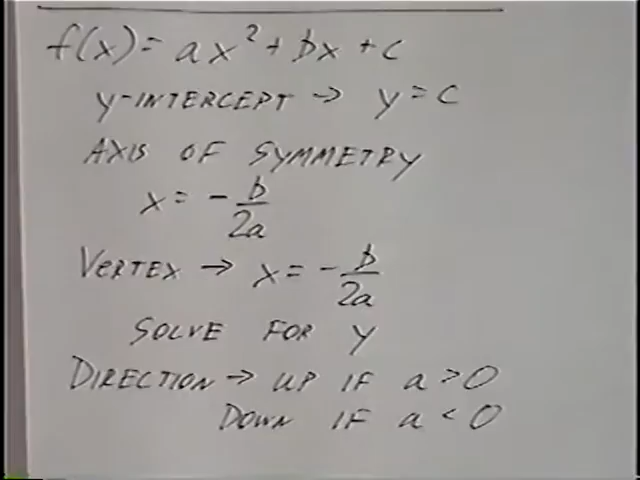 f(x) = ax² + bx + c
y-INTERCEPT → y = c
AXIS OF SYMMETRY
x = - b/2a
VERTEX → x = - b/2a
SOLVE FOR y
DIRECTION → UP IF a > 0
DOWN IF a < 0